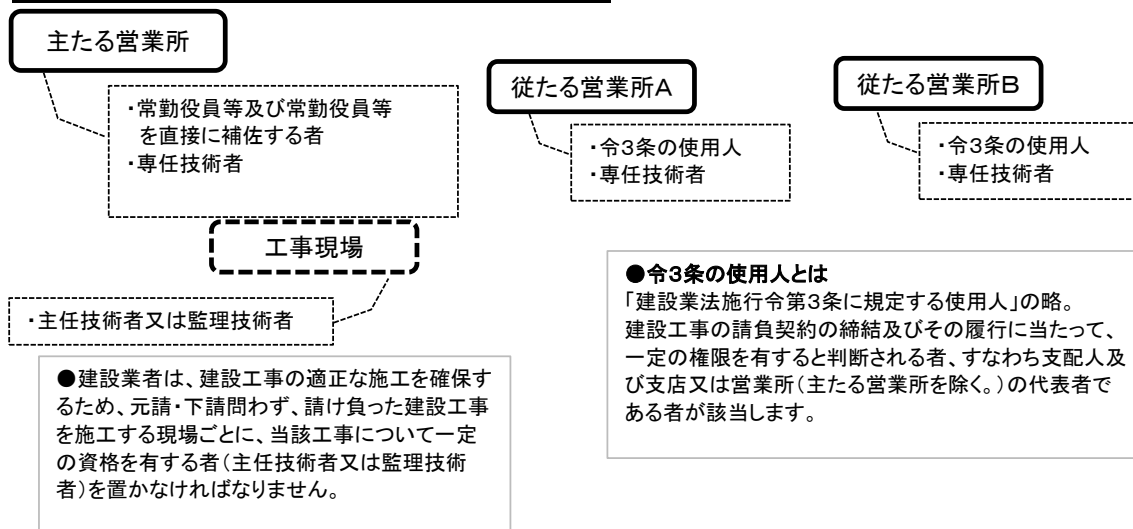 主たる営業所
・常勤役員等及び常勤役員等
を直接に補佐する者
・専任技術者
従たる営業所A
・令3条の使用人
・専任技術者
従たる営業所B
・令3条の使用人
・専任技術者
工事現場
・主任技術者又は監理技術者
●建設業者は、建設工事の適正な施工を確保す
るため、元請・下請問わず、請け負った建設工事
を施工する現場ごとに、当該工事について一定
の資格を有する者(主任技術者又は監理技術
者)を置かなければなりません。
●令3条の使用人とは
「建設業法施行令第3条に規定する使用人」の略。
建設工事の請負契約の締結及びその履行に当たって、
一定の権限を有すると判断される者、すなわち支配人及
び支店又は営業所(主たる営業所を除く。)の代表者で
ある者が該当します。